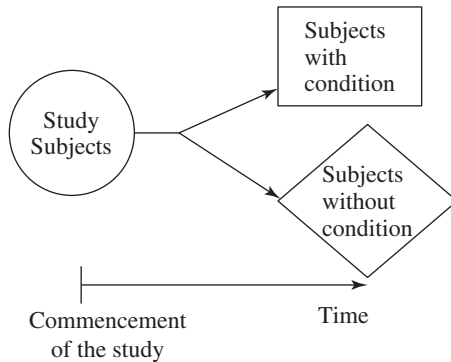 Subjects
with
condition
Study
Subjects
Subjects
without
condition
Time
Commencement
of the study